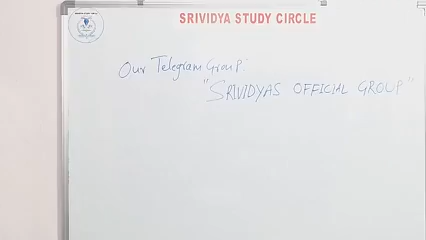 SRIVIDYA STUDY CIRCLE
Our Telegram Group:
"SRIVIDYAS OFFICIAL GROUP"